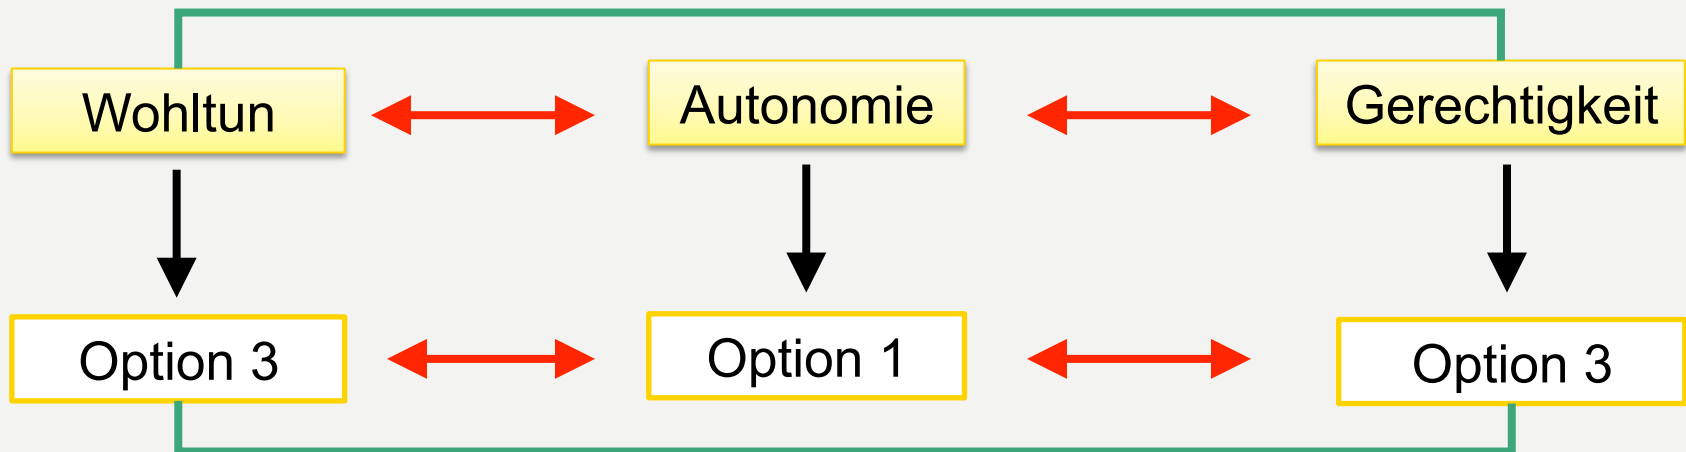 Wohltun
Autonomie
Gerechtigkeit
Option 3
Option 1
Option 3